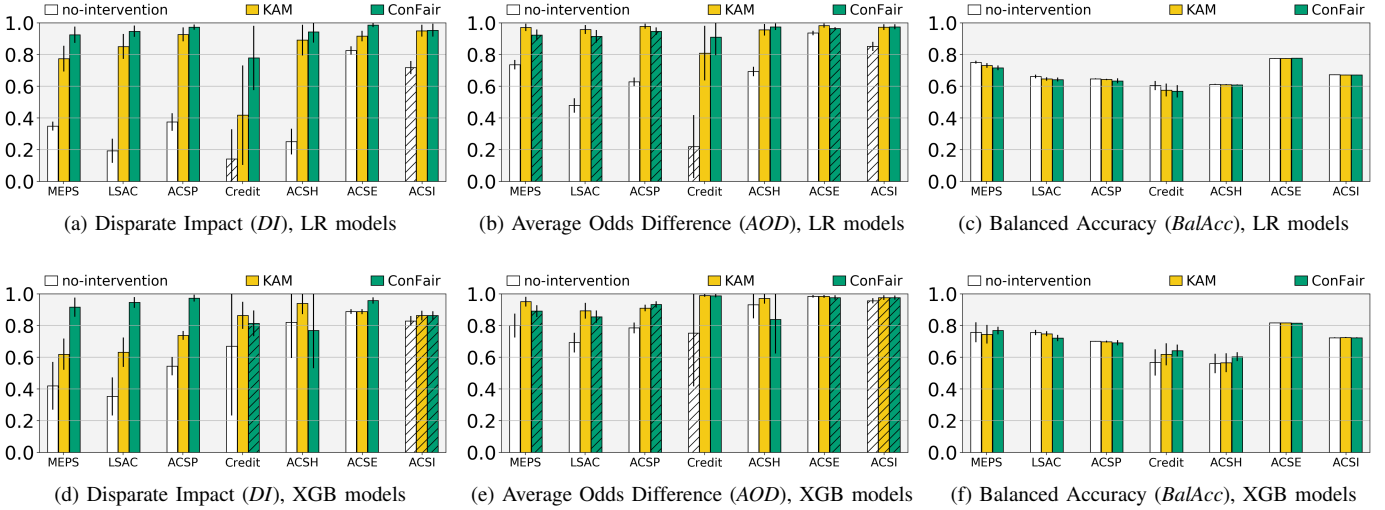 no-intervention KAM ConFair
1.0
0.8
0.6
0.4
0.2
0.0
MEPS LSAC ACSP Credit ACSH ACSE ACSI
(a) Disparate Impact (DI), LR models
no-intervention KAM ConFair
1.0
0.8
0.6
0.4
0.2
0.0
MEPS LSAC ACSP Credit ACSH ACSE ACSI
(b) Average Odds Difference (AOD), LR models
no-intervention KAM ConFair
1.0
0.8
0.6
0.4
0.2
0.0
MEPS LSAC ACSP Credit ACSH ACSE ACSI
(c) Balanced Accuracy (BalAcc), LR models
no-intervention KAM ConFair
1.0
0.8
0.6
0.4
0.2
0.0
MEPS LSAC ACSP Credit ACSH ACSE ACSI
(d) Disparate Impact (DI), XGB models
no-intervention KAM ConFair
1.0
0.8
0.6
0.4
0.2
0.0
MEPS LSAC ACSP Credit ACSH ACSE ACSI
(e) Average Odds Difference (AOD), XGB models
no-intervention KAM ConFair
1.0
0.8
0.6
0.4
0.2
0.0
MEPS LSAC ACSP Credit ACSH ACSE ACSI
(f) Balanced Accuracy (BalAcc), XGB models